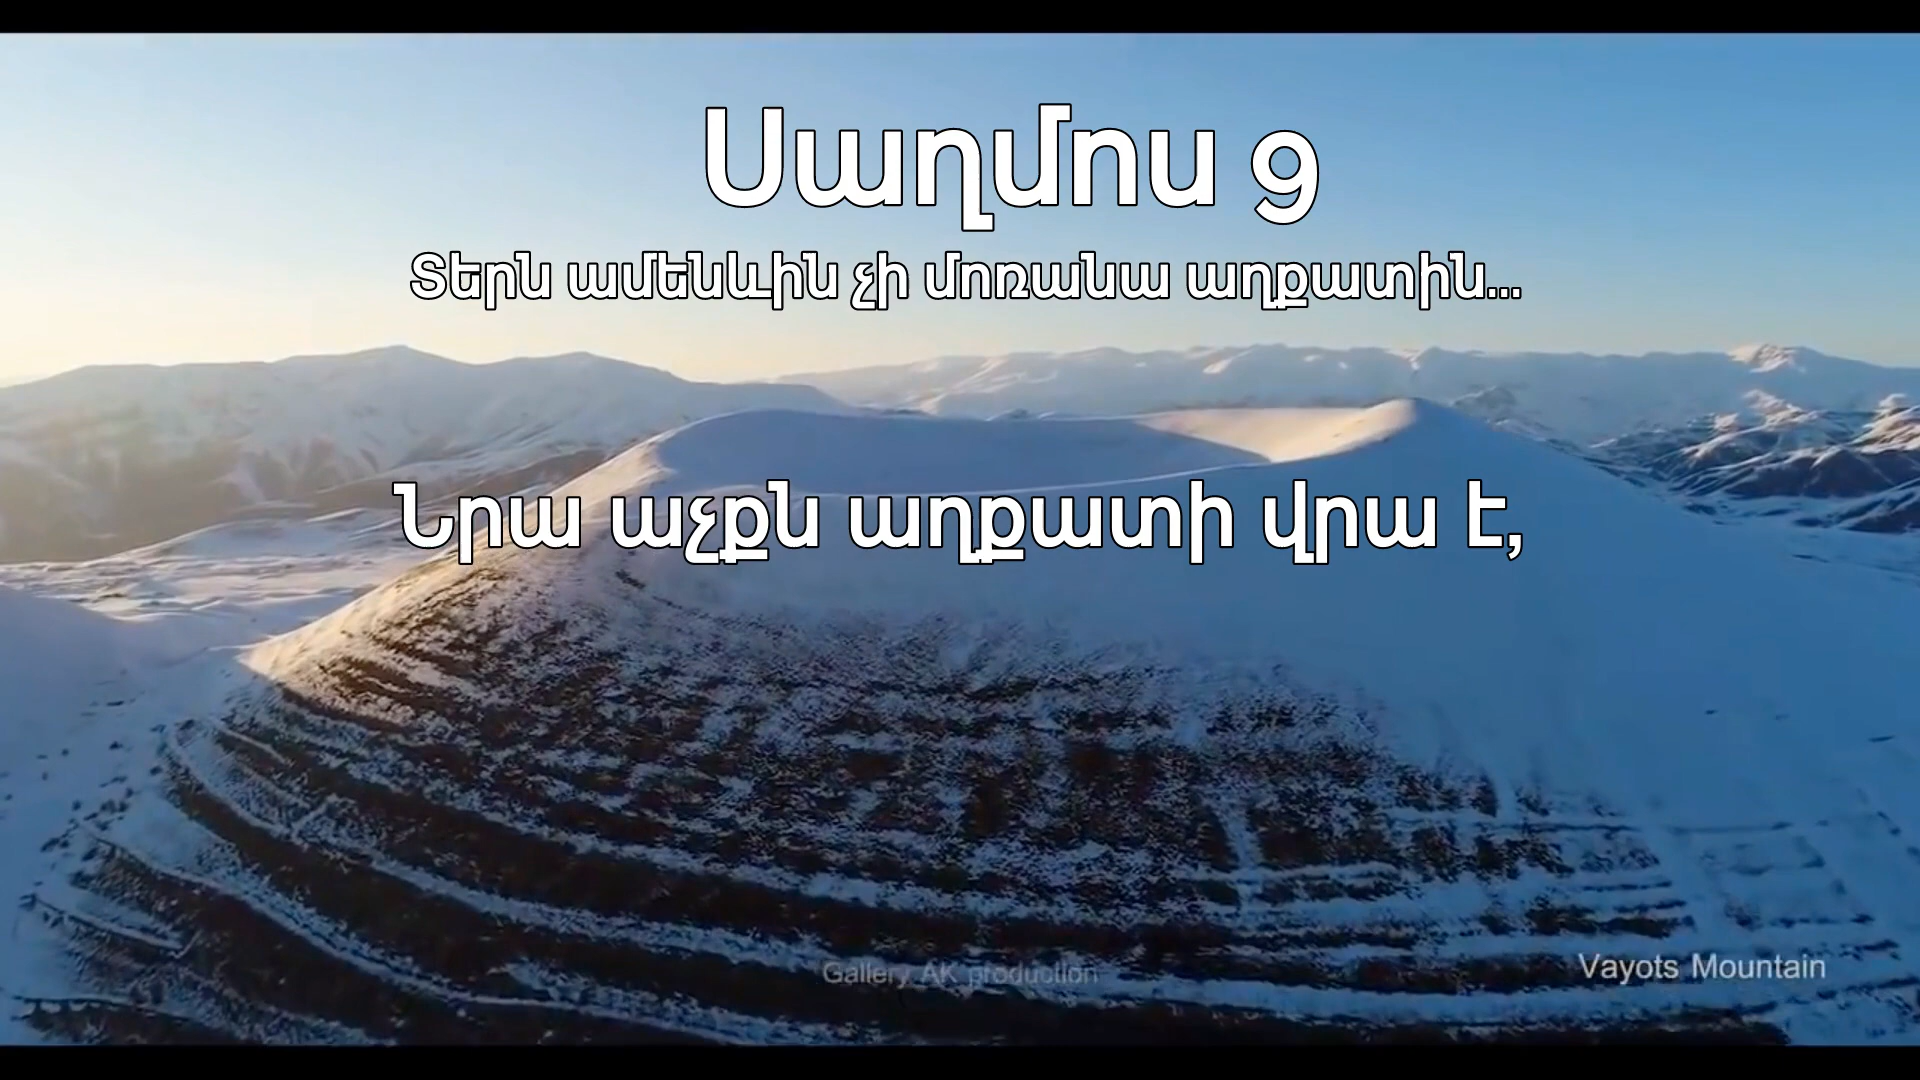 Սաղմոս 9
Տերն ամենևին չի մոռանա աղքատին...
Նրա աչքն աղքատի վրա է,
Gallery AK production
Vayots Mountain